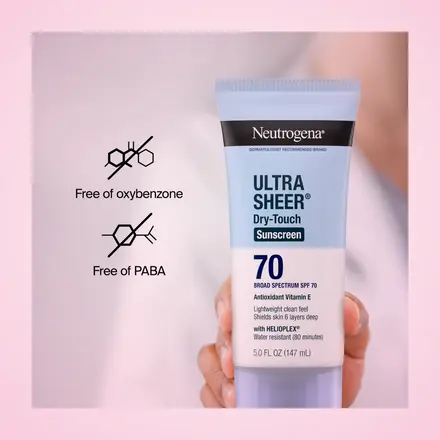 Free of oxybenzone
Free of PABA
Neutrogena®
DERMATOLOGIST RECOMMENDED BRAND
ULTRA
SHEER®
Dry-Touch
Sunscreen
70
BROAD SPECTRUM SPF 70
Antioxidant Vitamin E
Lightweight clean feel
Shields skin 6 layers deep
with HELIOPLEX®
Water resistant (80 minutes)
5.0 FL OZ (147 mL)